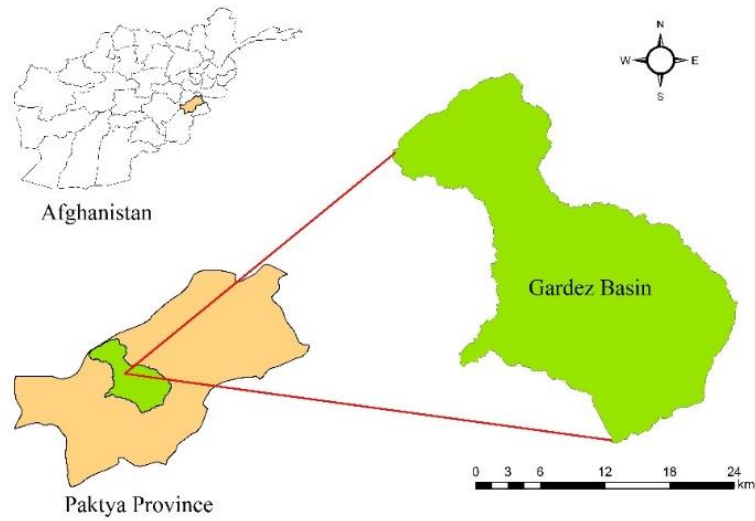 N
W E
S
Afghanistan
Gardez Basin
Paktya Province
0 3 6 12 18 24
km